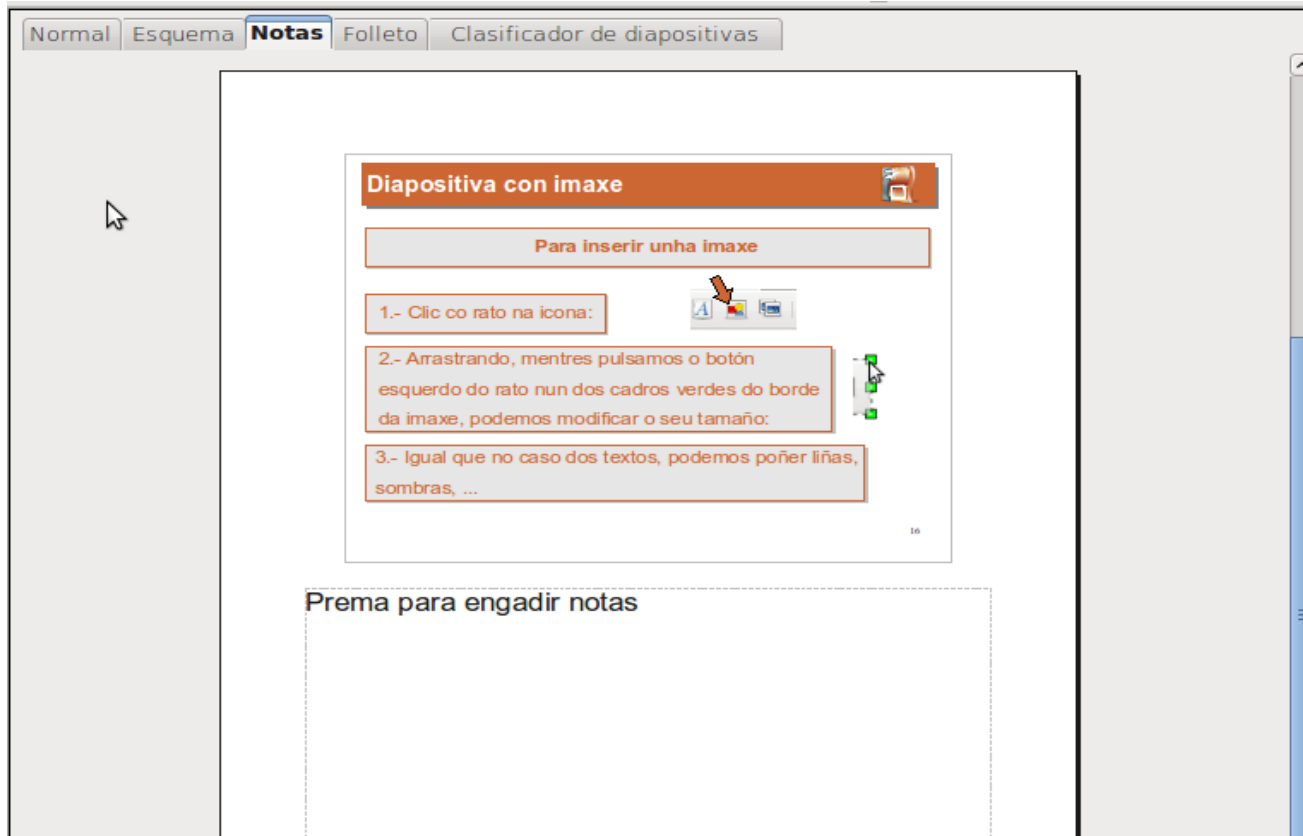 Normal Esquema Notas Folleto Clasificador de diapositivas
Diapositiva con imaxe
Para inserir unha imaxe
1.- Clic co rato na icona:
A
2.- Arrastrando, mentres pulsamos o botón
esquerdo do rato nun dos cadros verdes do borde
da imaxe, podemos modificar o seu tamaño:
3.- Igual que no caso dos textos, podemos poñer liñas,
sombras, ...
16
Prema para engadir notas